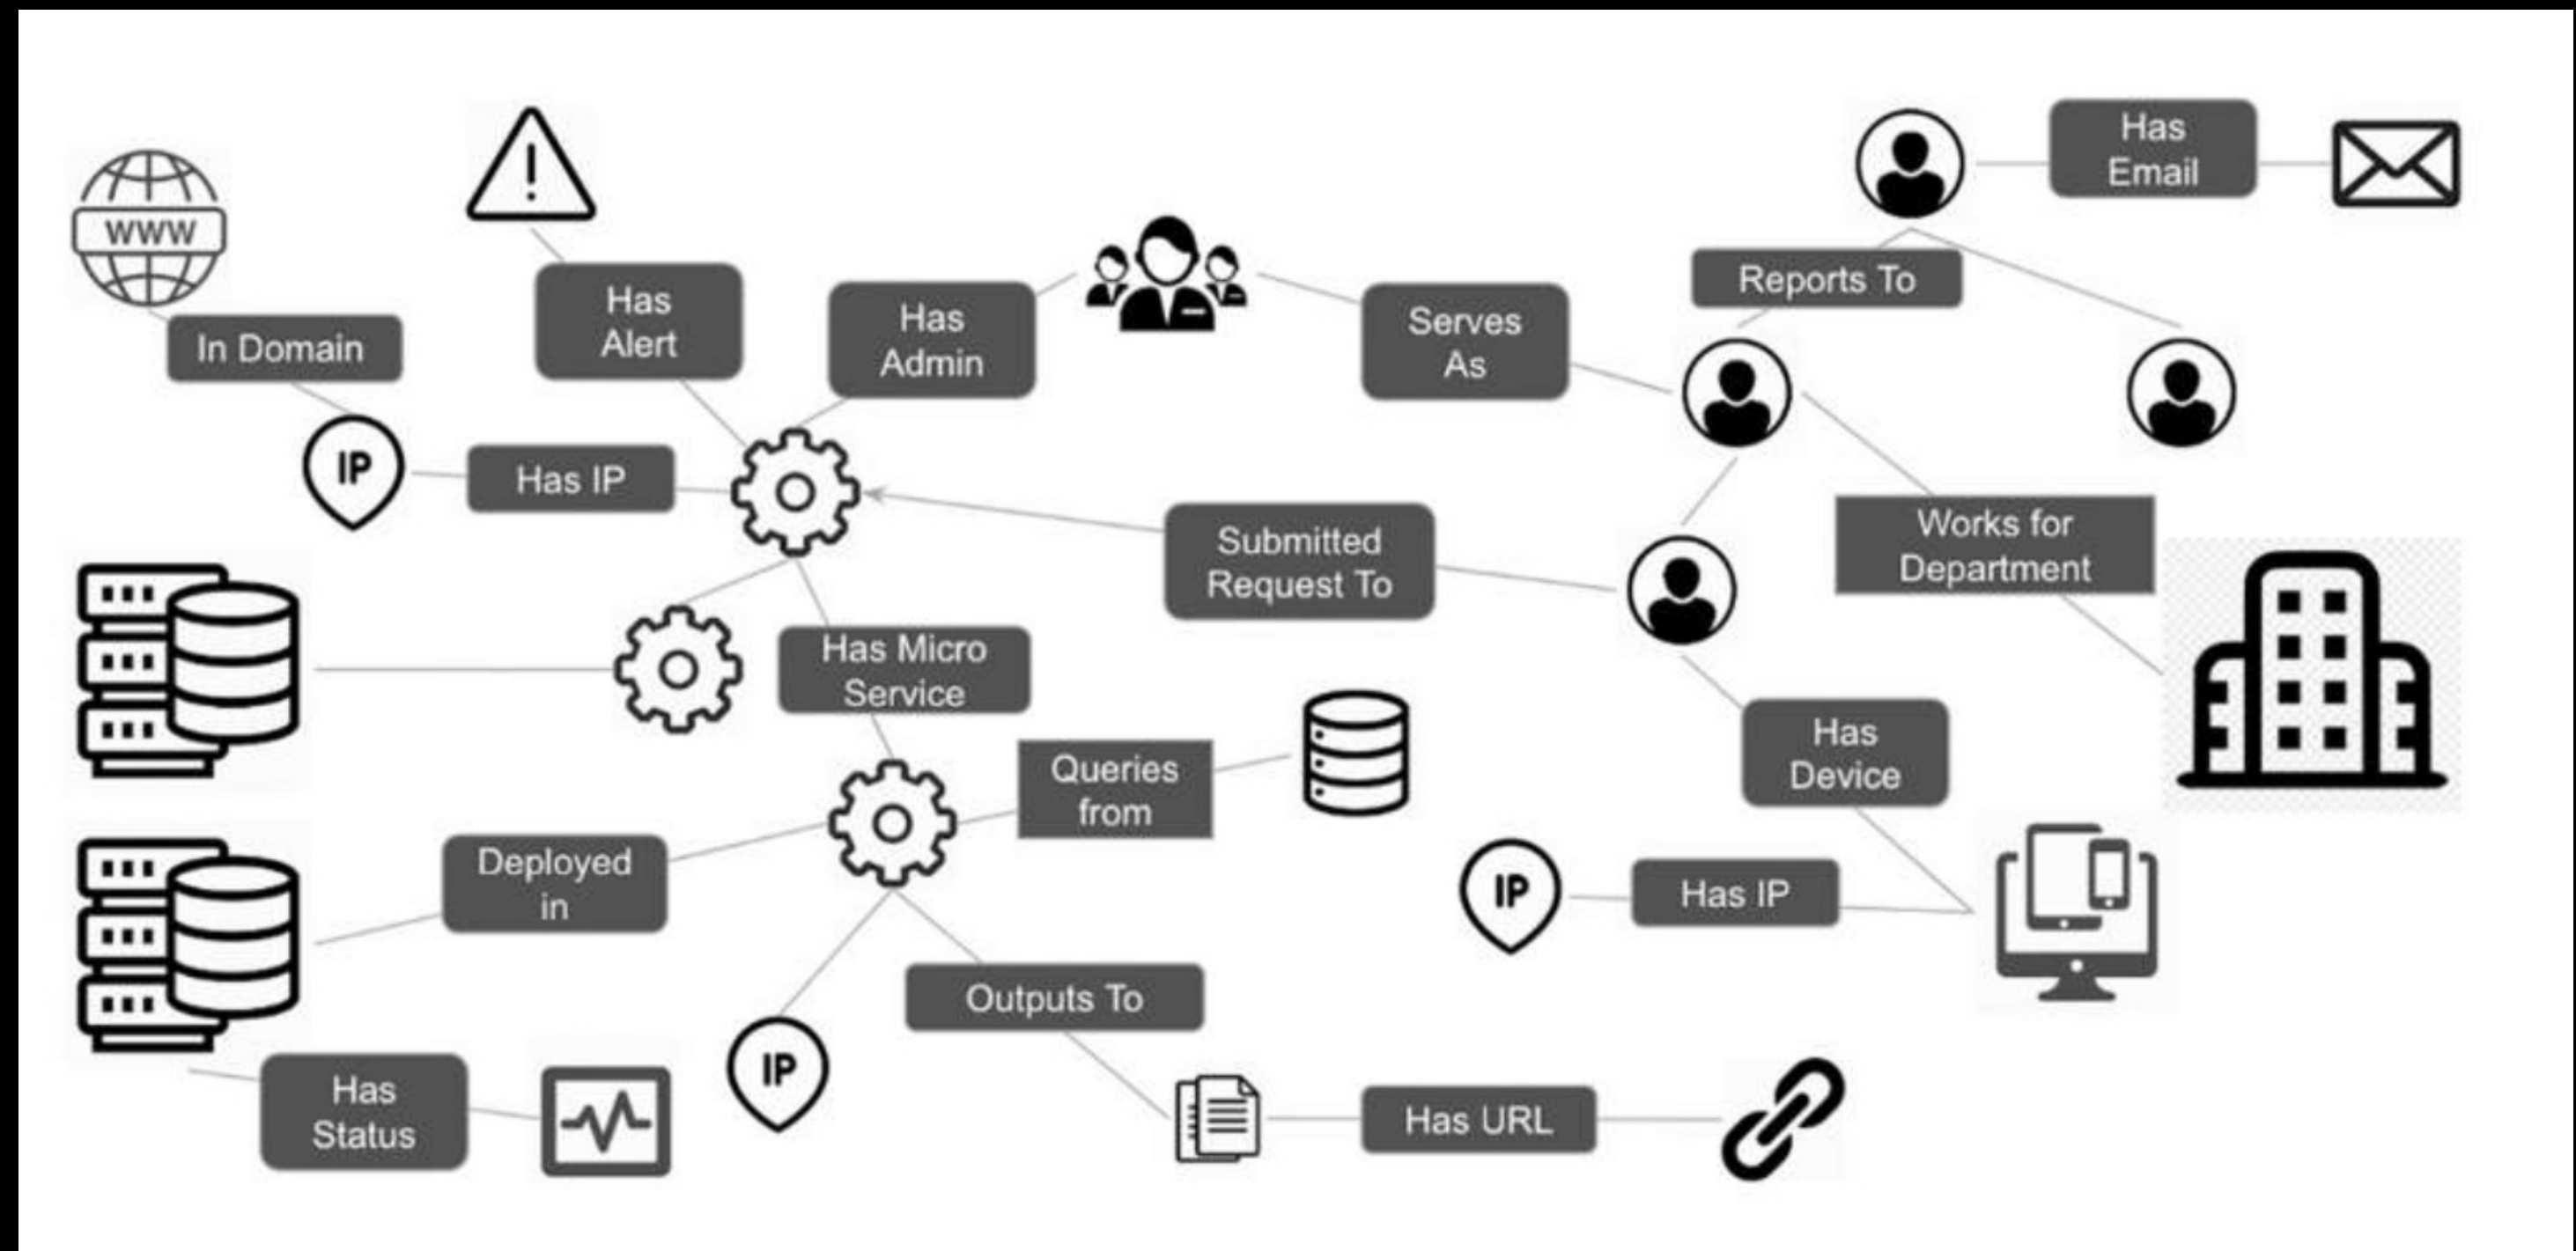 Has
Email
WWW
Has
Alert
Has
Admin
Reports To
Serves
As
In Domain
IP
Has IP
Submitted
Request To
Works for
Department
Has Micro
Service
Queries
from
Has
Device
Deployed
in
IP
Has IP
Outputs To
IP
Has
Status
Has URL